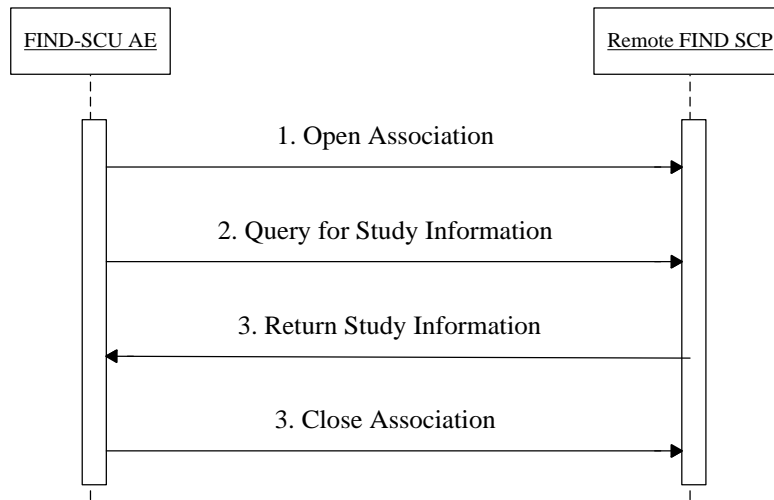 FIND-SCU AE
Remote FIND SCP
1. Open Association
2. Query for Study Information
3. Return Study Information
3. Close Association